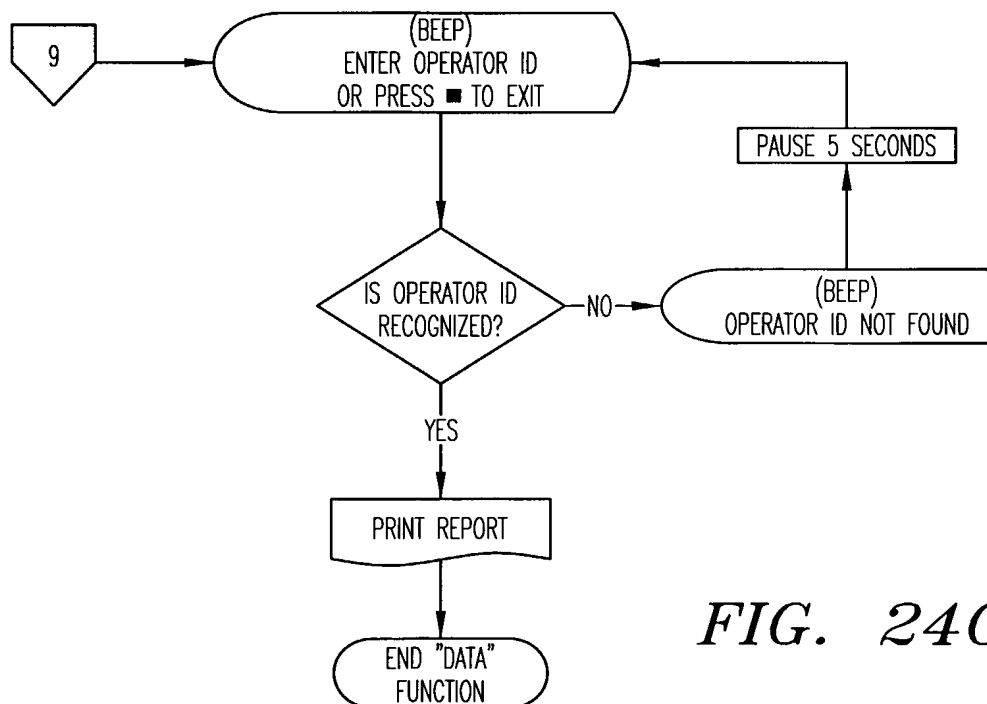 9
(BEEP)
ENTER OPERATOR ID
OR PRESS ■ TO EXIT
PAUSE 5 SECONDS
IS OPERATOR ID
RECOGNIZED?
NO
(BEEP)
OPERATOR ID NOT FOUND
YES
PRINT REPORT
END "DATA"
FUNCTION
FIG.